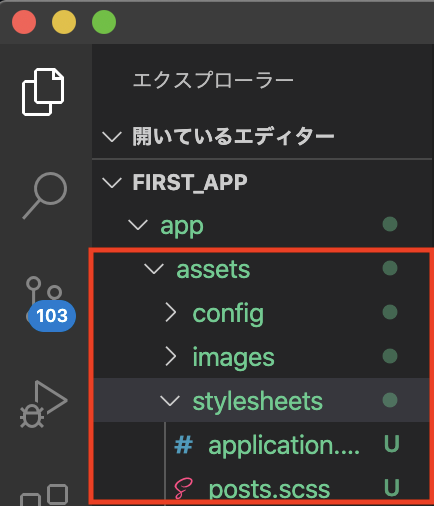 エクスプローラー
開いているエディター
FIRST_APP
app
assets
config
103
images
stylesheets
# application.... U
posts.scss U